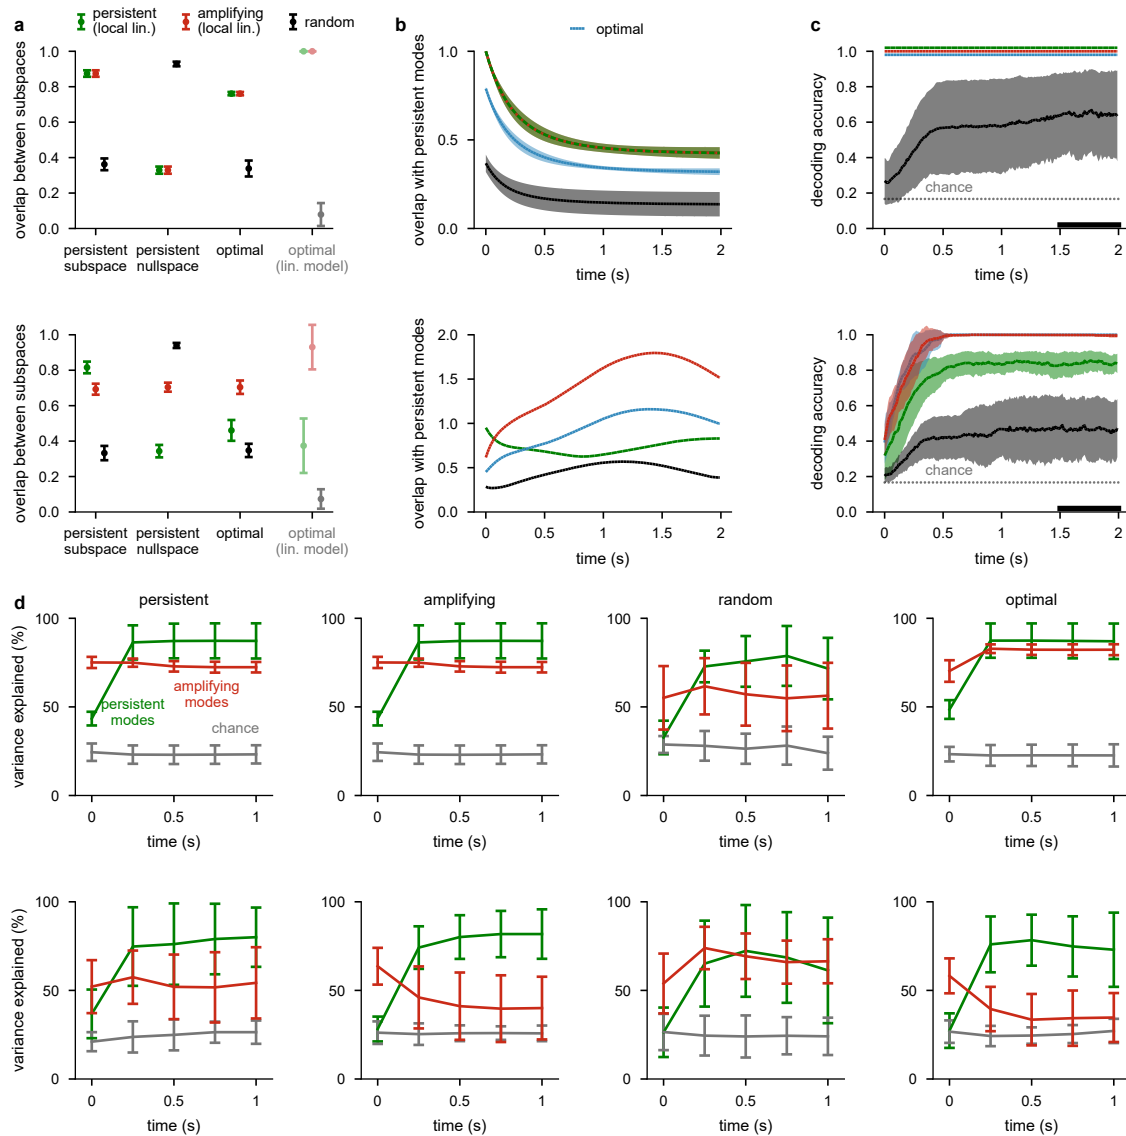 a
persistent
(local lin.)
amplifying
(local lin.)
random
b
optimal
c
overlap between subspaces
1.0
0.8
0.6
0.4
0.2
0.0
persistent
subspace
persistent
nullspace
optimal
optimal
(lin. model)
overlap with persistent modes
1.0
0.5
0.0
0
0.5
1
1.5
2
time (s)
decoding accuracy
1.0
0.8
0.6
0.4
0.2
0.0
chance
0
0.5
1
1.5
2
time (s)
overlap between subspaces
1.0
0.8
0.6
0.4
0.2
0.0
persistent
subspace
persistent
nullspace
optimal
optimal
(lin. model)
overlap with persistent modes
2.0
1.5
1.0
0.5
0.0
0
0.5
1
1.5
2
time (s)
decoding accuracy
1.0
0.8
0.6
0.4
0.2
0.0
chance
0
0.5
1
1.5
2
time (s)
d
persistent
amplifying
random
optimal
variance explained (%)
100
50
0
amplifying
modes
persistent
modes
chance
0
0.5
1
time (s)
100
50
0
0
0.5
1
time (s)
100
50
0
0
0.5
1
time (s)
100
50
0
0
0.5
1
time (s)
variance explained (%)
100
50
0
0
0.5
1
time (s)
100
50
0
0
0.5
1
time (s)
100
50
0
0
0.5
1
time (s)
100
50
0
0
0.5
1
time (s)